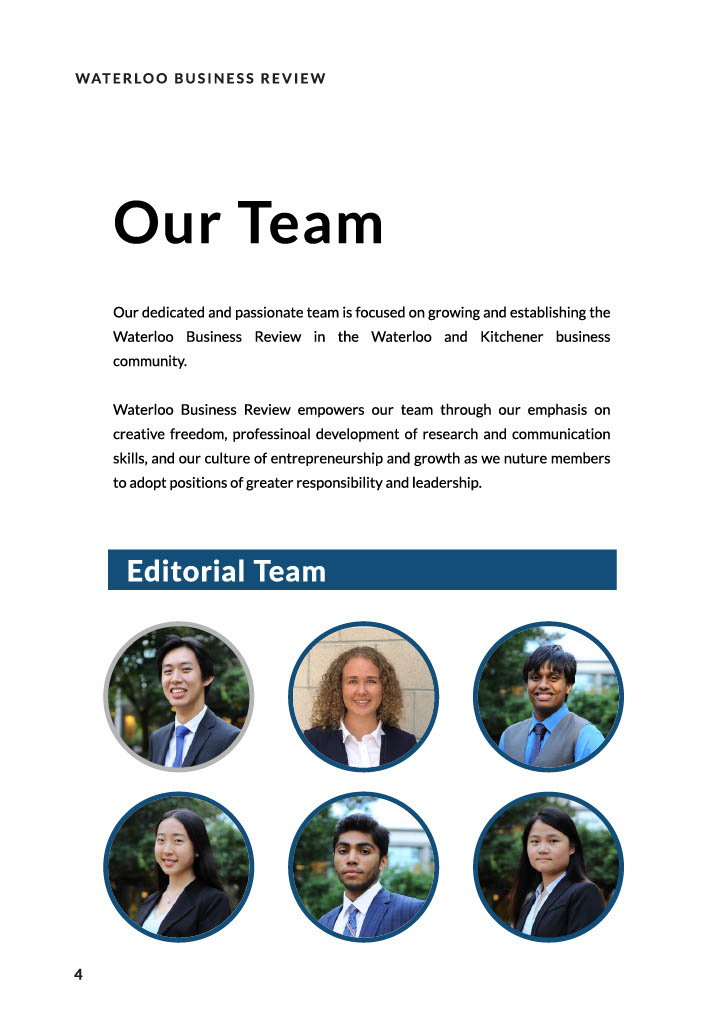 WATERLOO BUSINESS REVIEW
Our Team
Our dedicated and passionate team is focused on growing and establishing the
Waterloo Business Review in the Waterloo and Kitchener business
community.
Waterloo Business Review empowers our team through our emphasis on
creative freedom, professinoal development of research and communication
skills, and our culture of entrepreneurship and growth as we nuture members
to adopt positions of greater responsibility and leadership.
Editorial Team
4